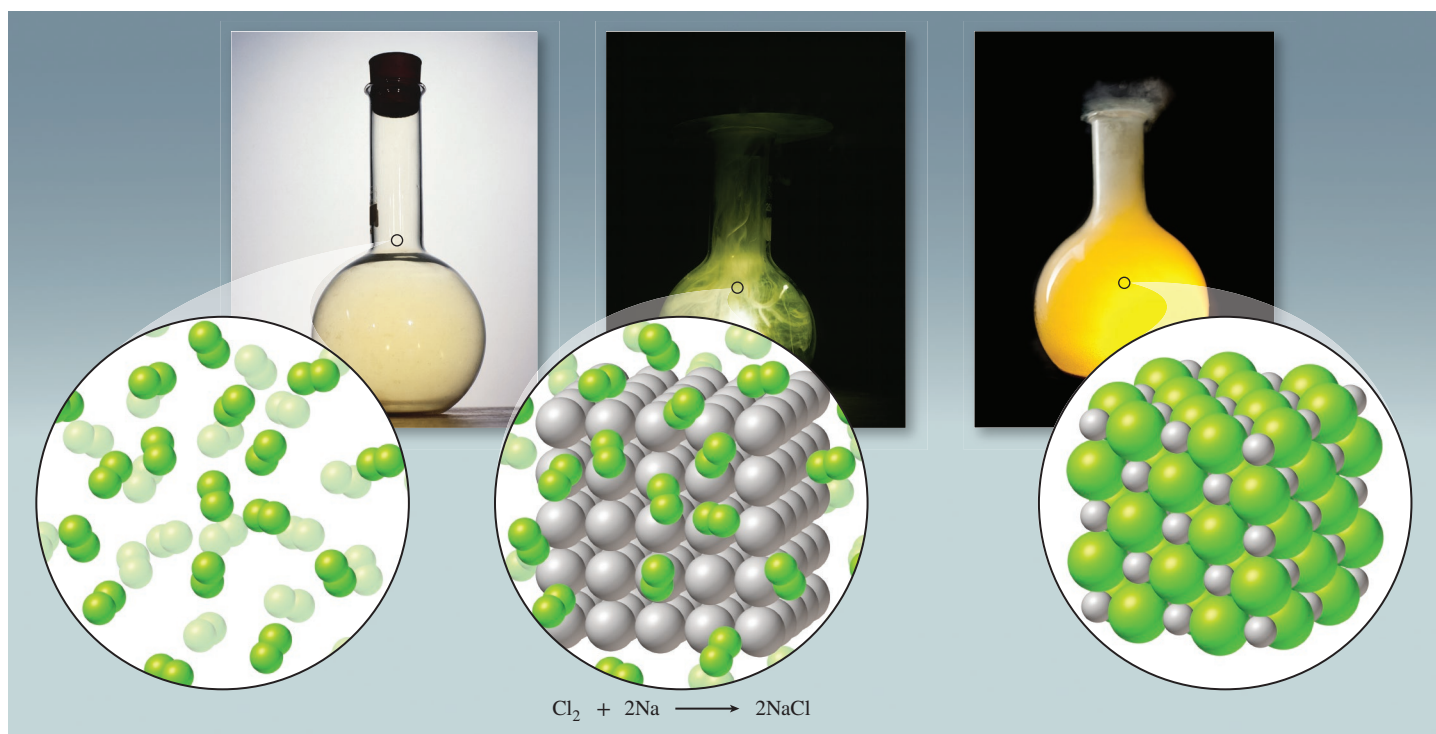 Cl₂ + 2Na ⟶ 2NaCl